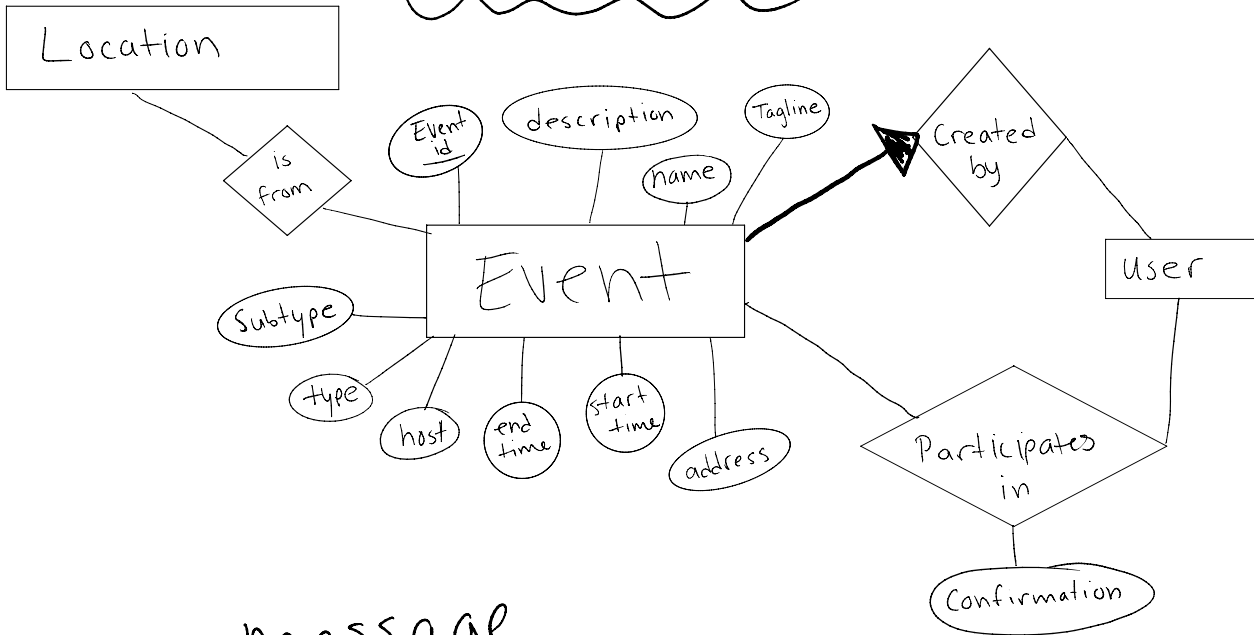 Location
Event
id
description
Tagline
name
is
from
Created
by
Event
User
Subtype
type
host
end
time
start
time
address
Participates
in
Confirmation
message